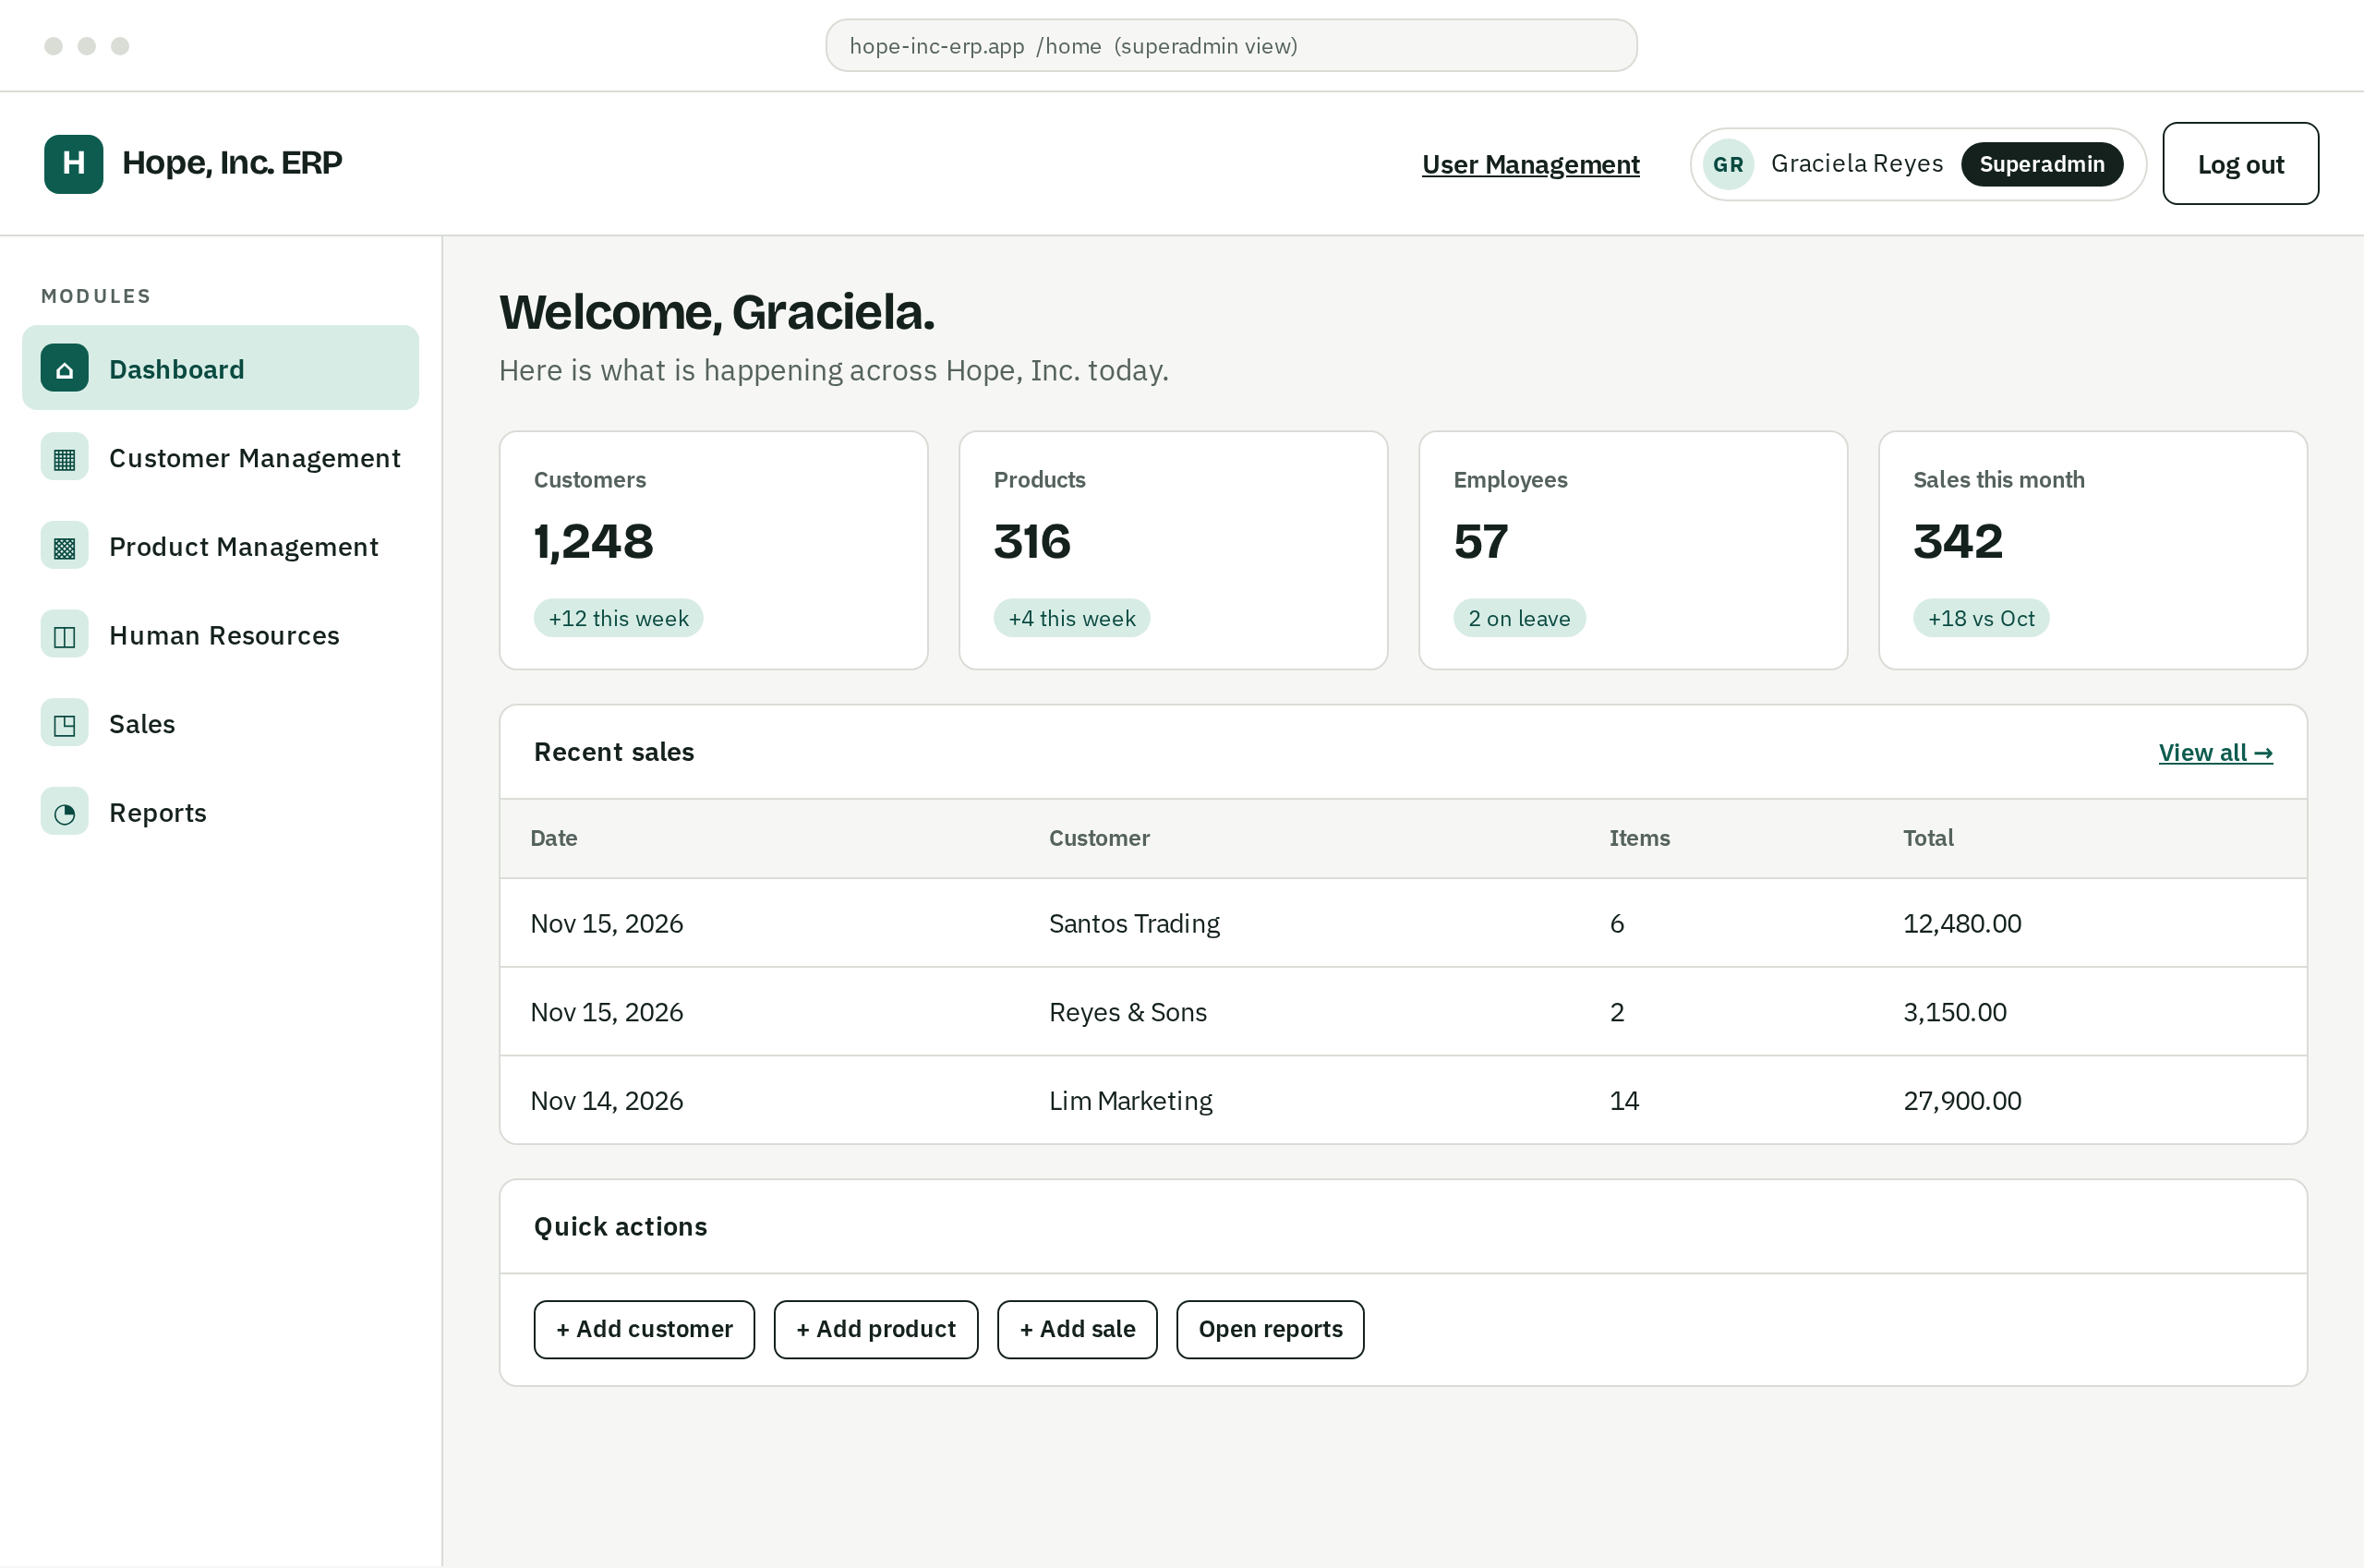 hope-inc-erp.app /home (superadmin view)
H Hope, Inc. ERP
User Management
GR Graciela Reyes Superadmin
Log out
MODULES
Dashboard
Customer Management
Product Management
Human Resources
Sales
Reports
Welcome, Graciela.
Here is what is happening across Hope, Inc. today.
Customers
1,248
+12 this week
Products
316
+4 this week
Employees
57
2 on leave
Sales this month
342
+18 vs Oct
Recent sales
View all →
Date Customer Items Total
Nov 15, 2026 Santos Trading 6 12,480.00
Nov 15, 2026 Reyes & Sons 2 3,150.00
Nov 14, 2026 Lim Marketing 14 27,900.00
Quick actions
+ Add customer
+ Add product
+ Add sale
Open reports